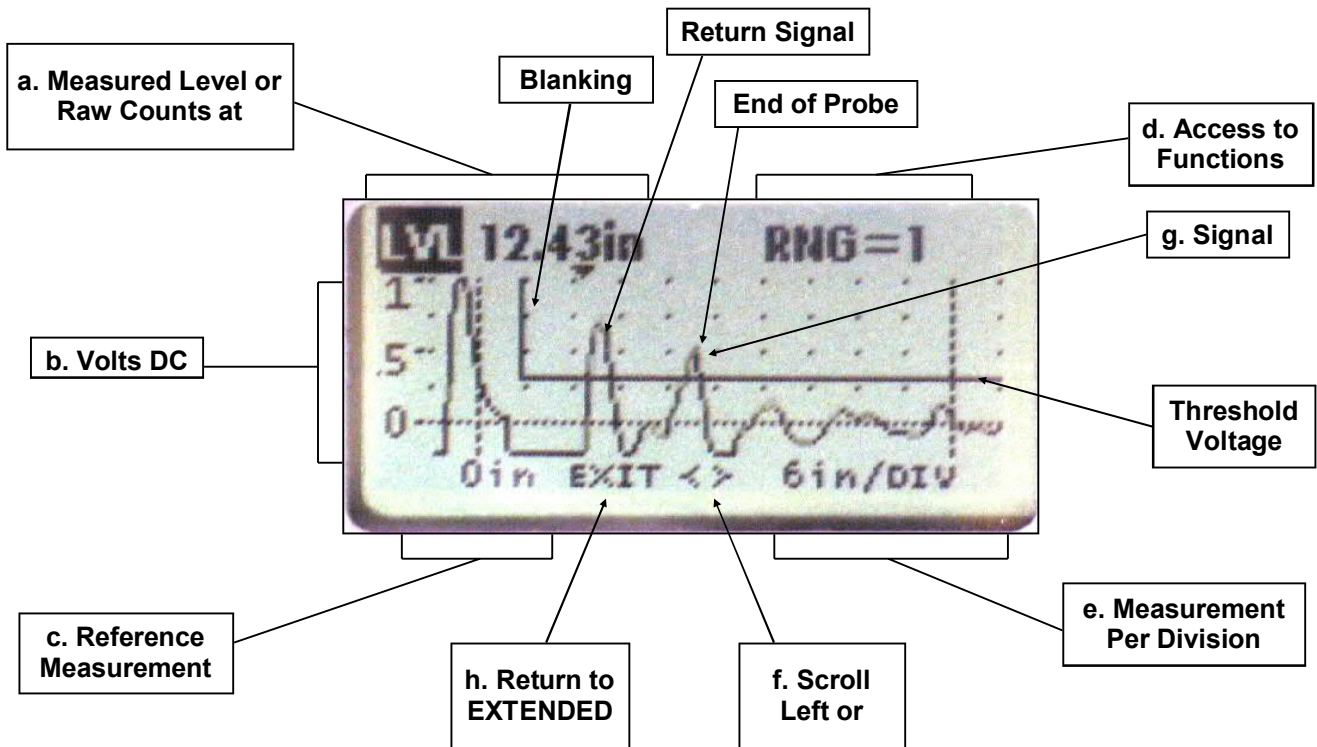 Return Signal
a. Measured Level or
Raw Counts at
Blanking
End of Probe
d. Access to
Functions
g. Signal
b. Volts DC
LVL 12.43in RNG=1
1
.5
0
0in EXIT < > 6in/DIV
Threshold
Voltage
c. Reference
Measurement
h. Return to
EXTENDED
f. Scroll
Left or
e. Measurement
Per Division